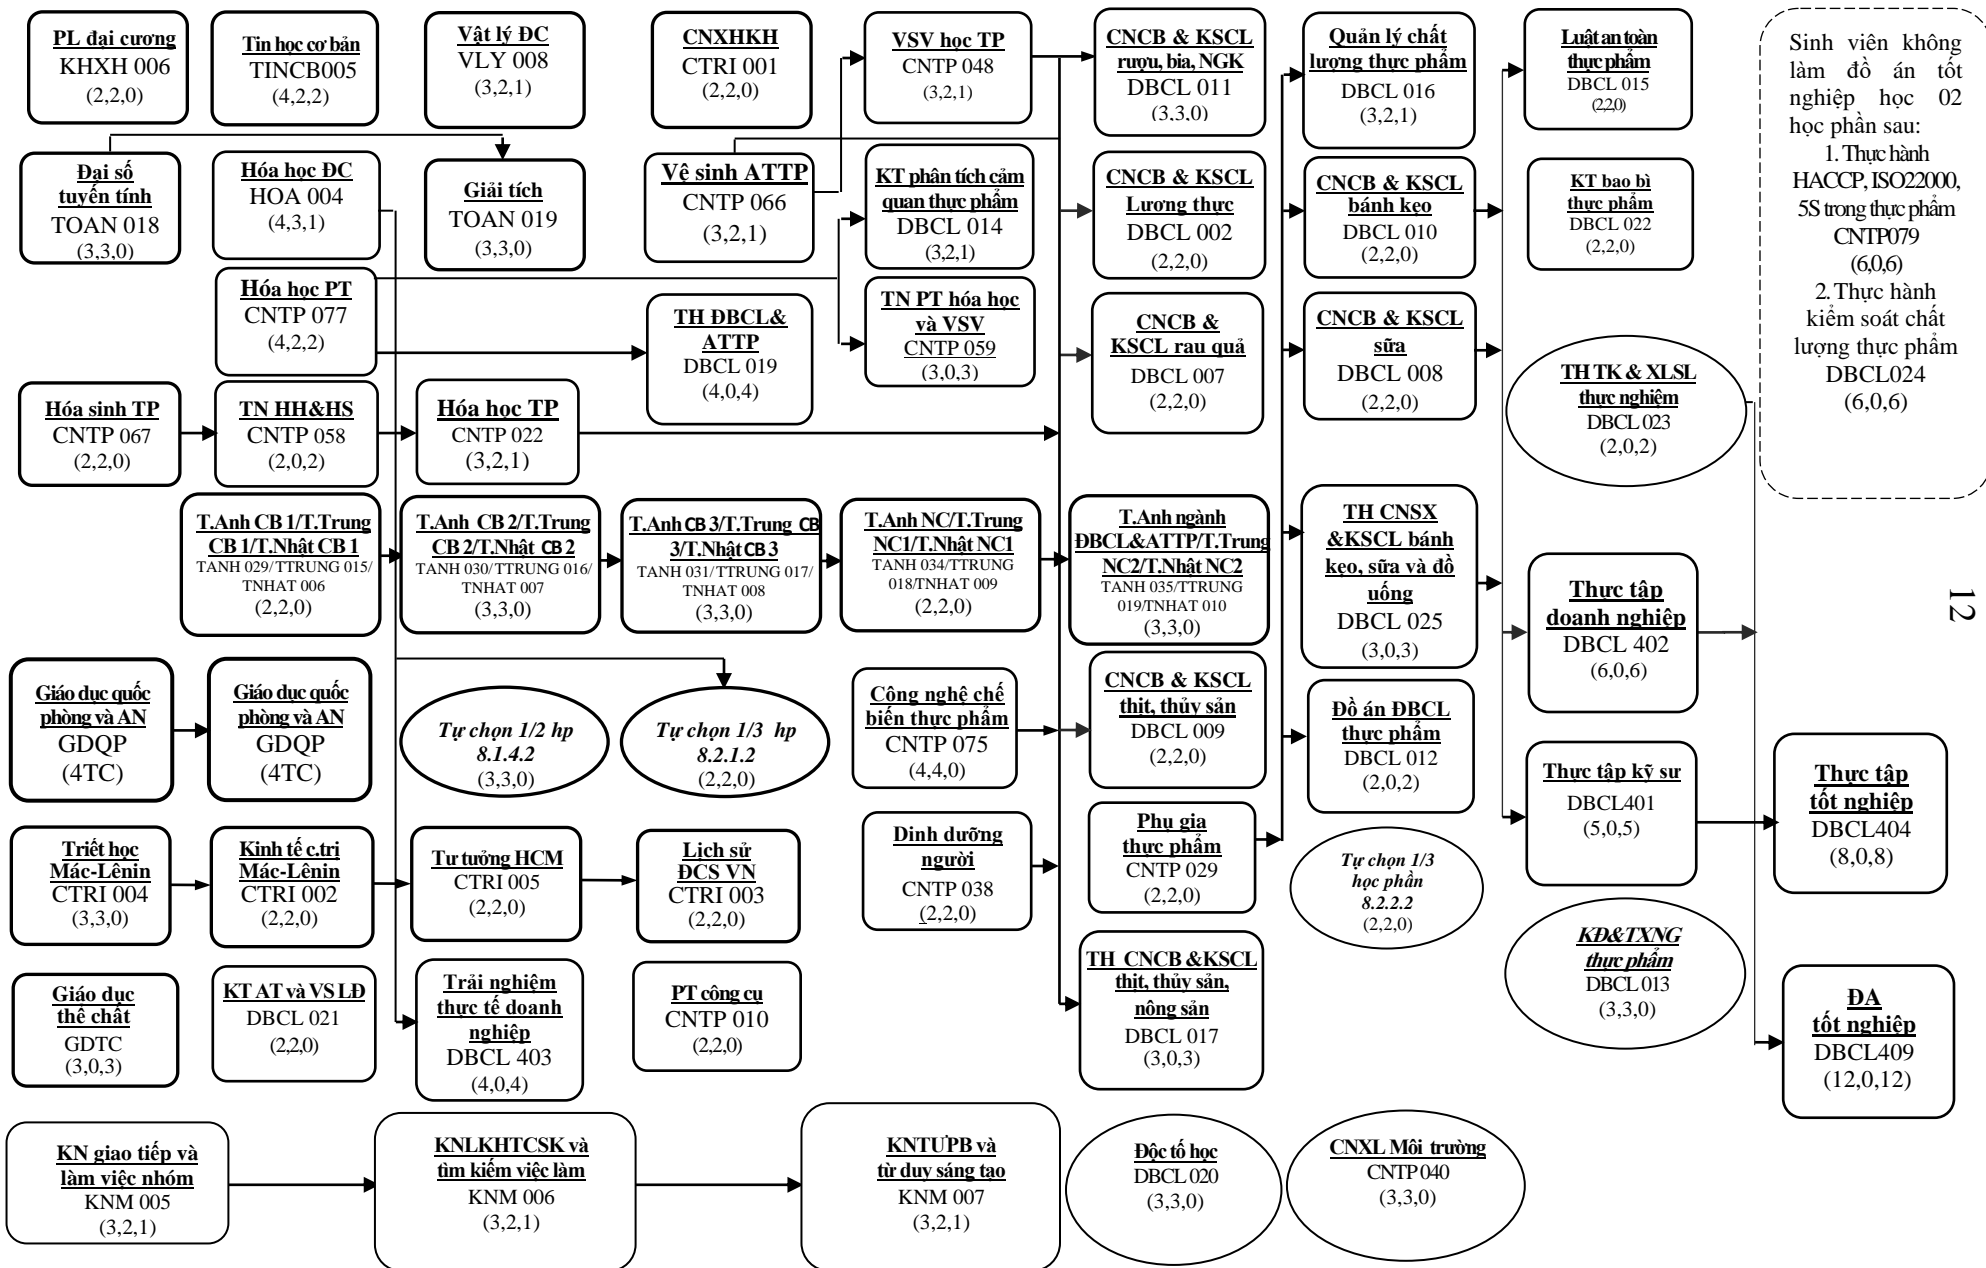 PL đại cương
KHXH 006
(2,2,0)
Tin học cơ bản
TINCB005
(4,2,2)
Vật lý ĐC
VLY 008
(3,2,1)
CNXHKH
CTRI 001
(2,2,0)
VSV học TP
CNTP 048
(3,2,1)
CNCB & KSCL
rượu, bia, NGK
DBCL 011
(3,3,0)
Quản lý chất
lượng thực phẩm
DBCL 016
(3,2,1)
Luật an toàn
thực phẩm
DBCL 015
(2,2,0)
Sinh viên không
làm đồ án tốt
nghiệp học 02
học phần sau:
1. Thực hành
HACCP, ISO22000,
5S trong thực phẩm
CNTP079
(6,0,6)
2. Thực hành
kiểm soát chất
lượng thực phẩm
DBCL024
(6,0,6)
Đại số
tuyến tính
TOAN 018
(3,3,0)
Hóa học ĐC
HOA 004
(4,3,1)
Giải tích
TOAN 019
(3,3,0)
Vệ sinh ATTP
CNTP 066
(3,2,1)
KT phân tích cảm
quan thực phẩm
DBCL 014
(3,2,1)
CNCB & KSCL
Lương thực
DBCL 002
(2,2,0)
CNCB & KSCL
bánh kẹo
DBCL 010
(2,2,0)
KT bao bì
thực phẩm
DBCL 022
(2,2,0)
Hóa học PT
CNTP 077
(4,2,2)
TH ĐBCL&
ATTP
DBCL 019
(4,0,4)
TN PT hóa học
và VSV
CNTP 059
(3,0,3)
CNCB &
KSCL rau quả
DBCL 007
(2,2,0)
CNCB & KSCL
sữa
DBCL 008
(2,2,0)
TH TK & XLSL
thực nghiệm
DBCL 023
(2,0,2)
Hóa sinh TP
CNTP 067
(2,2,0)
TN HH&HS
CNTP 058
(2,0,2)
Hóa học TP
CNTP 022
(3,2,1)
T.Anh CB 1/T.Trung
CB 1/T.Nhật CB 1
TANH 029/TTRUNG 015/
TNHAT 006
(2,2,0)
T.Anh CB 2/T.Trung
CB 2/T.Nhật CB 2
TANH 030/TTRUNG 016/
TNHAT 007
(3,3,0)
T.Anh CB 3/T.Trung CB
3/T.Nhật CB 3
TANH 031/TTRUNG 017/
TNHAT 008
(3,3,0)
T.Anh NC/T.Trung
NC1/T.Nhật NC1
TANH 034/TTRUNG
018/TNHAT 009
(2,2,0)
T.Anh ngành
ĐBCL&ATTP/T.Trung
NC2/T.Nhật NC2
TANH 035/TTRUNG
019/TNHAT 010
(3,3,0)
TH CNSX
&KSCL bánh
kẹo, sữa và đồ
uống
DBCL 025
(3,0,3)
Thực tập
doanh nghiệp
DBCL 402
(6,0,6)
12
Giáo dục quốc
phòng và AN
GDQP
(4TC)
Giáo dục quốc
phòng và AN
GDQP
(4TC)
Tự chọn 1/2 hp
8.1.4.2
(3,3,0)
Tự chọn 1/3 hp
8.2.1.2
(2,2,0)
Công nghệ chế
biến thực phẩm
CNTP 075
(4,4,0)
CNCB & KSCL
thịt, thủy sản
DBCL 009
(2,2,0)
Đồ án ĐBCL
thực phẩm
DBCL 012
(2,0,2)
Thực tập kỹ sư
DBCL401
(5,0,5)
Thực tập
tốt nghiệp
DBCL404
(8,0,8)
Triết học
Mác-Lênin
CTRI 004
(3,3,0)
Kinh tế c.trị
Mác-Lênin
CTRI 002
(2,2,0)
Tư tưởng HCM
CTRI 005
(2,2,0)
Lịch sử
ĐCS VN
CTRI 003
(2,2,0)
Dinh dưỡng
người
CNTP 038
(2,2,0)
Phụ gia
thực phẩm
CNTP 029
(2,2,0)
Tự chọn 1/3
học phần
8.2.2.2
(2,2,0)
KĐ&TXNG
thực phẩm
DBCL 013
(3,3,0)
Giáo dục
thể chất
GDTC
(3,0,3)
KT AT và VS LĐ
DBCL 021
(2,2,0)
Trải nghiệm
thực tế doanh
nghiệp
DBCL 403
(4,0,4)
PT công cụ
CNTP 010
(2,2,0)
TH CNCB &KSCL
thịt, thủy sản,
nông sản
DBCL 017
(3,0,3)
ĐA
tốt nghiệp
DBCL409
(12,0,12)
KN giao tiếp và
làm việc nhóm
KNM 005
(3,2,1)
KNLKHTCSK và
tìm kiếm việc làm
KNM 006
(3,2,1)
KNTƯPB và
từ duy sáng tạo
KNM 007
(3,2,1)
Độc tố học
DBCL 020
(3,3,0)
CNXL Môi trường
CNTP 040
(3,3,0)